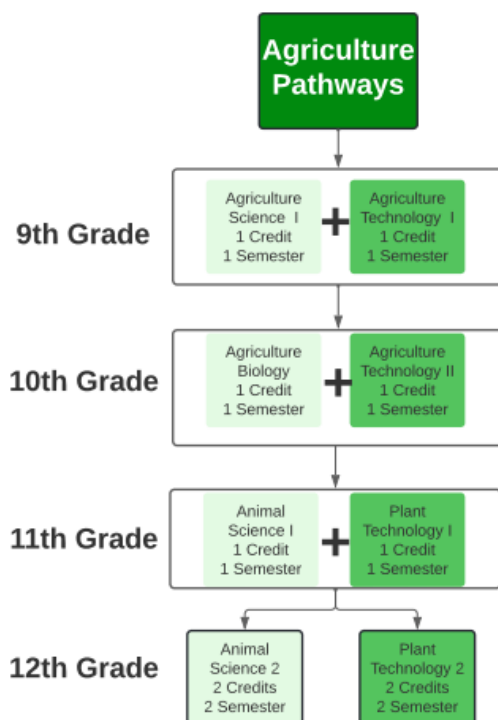 Agriculture
Pathways
9th Grade
Agriculture
Science I
1 Credit
1 Semester
+
Agriculture
Technology I
1 Credit
1 Semester
10th Grade
Agriculture
Biology
1 Credit
1 Semester
+
Agriculture
Technology II
1 Credit
1 Semester
11th Grade
Animal
Science I
1 Credit
1 Semester
+
Plant
Technology I
1 Credit
1 Semester
12th Grade
Animal
Science 2
2 Credits
2 Semester
Plant
Technology 2
2 Credits
2 Semester